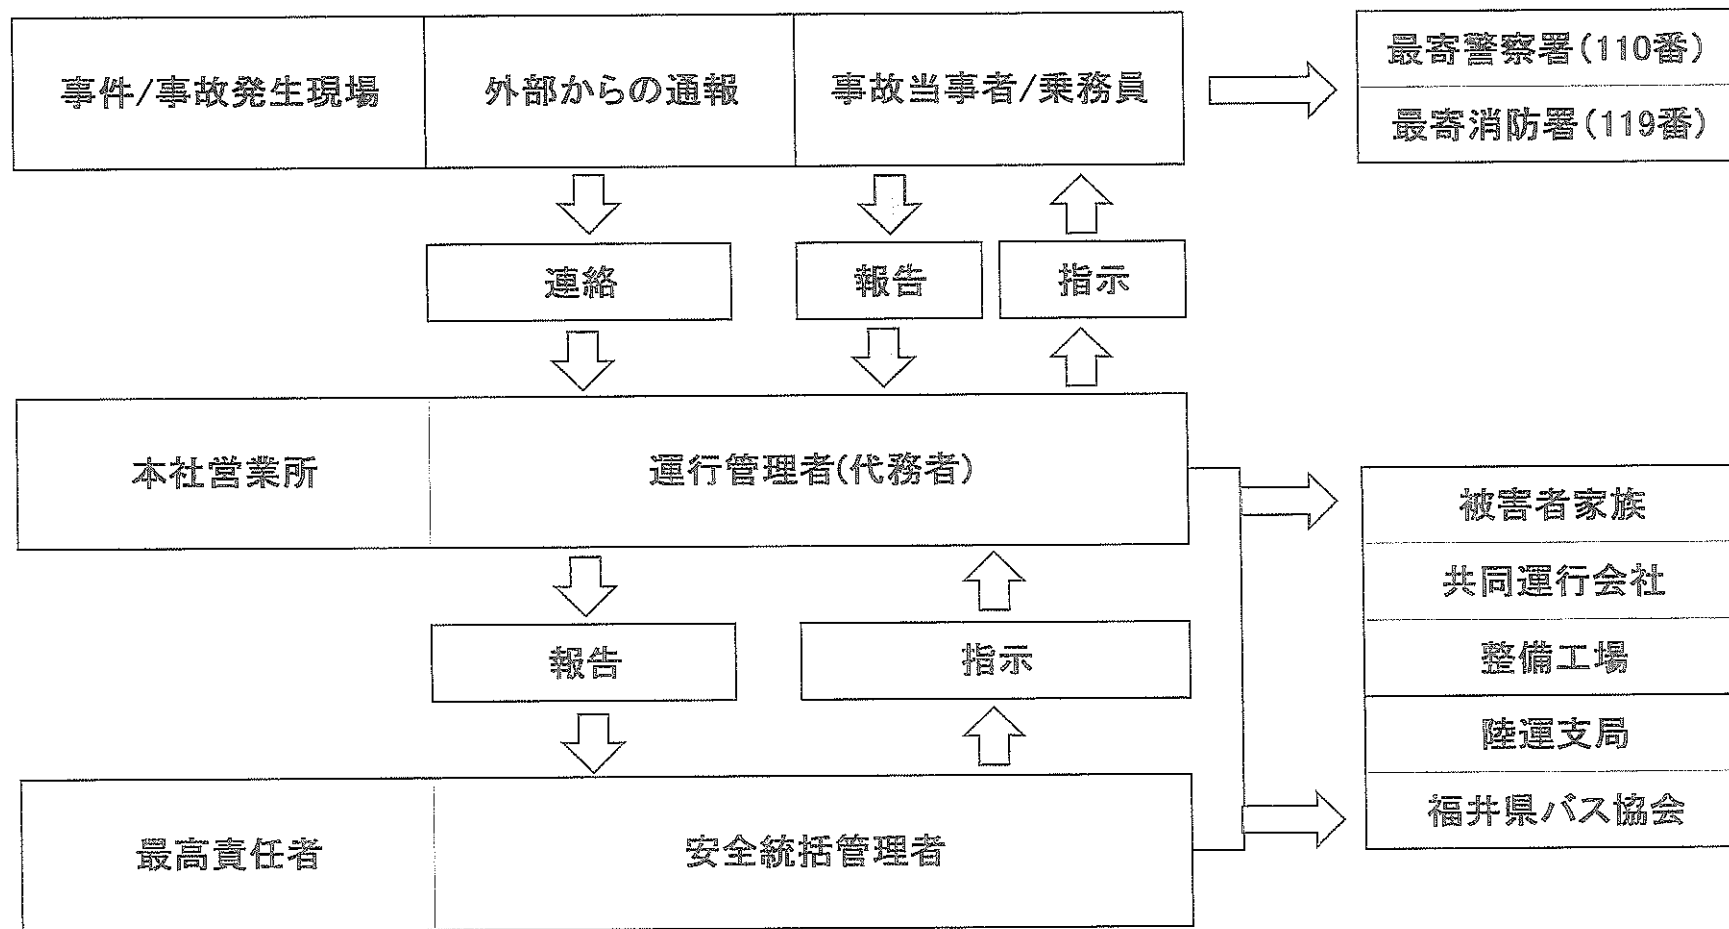 事件/事故発生現場
外部からの通報
事故当事者/乗務員
最寄警察署(110番)
最寄消防署(119番)
連絡
報告
指示
本社営業所
運行管理者(代務者)
被害者家族
共同運行会社
整備工場
陸運支局
福井県バス協会
報告
指示
最高責任者
安全統括管理者